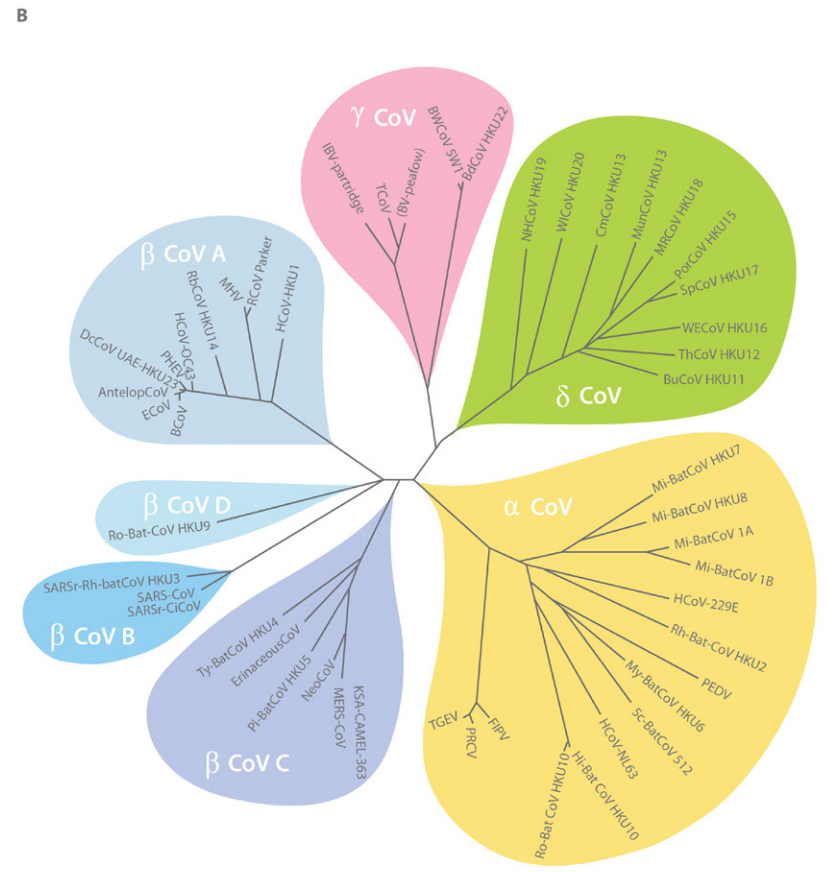 B
γ CoV
IBV-partridge
TCoV
(BV-peafow)
BWCoV 5W1
BdCoV HKU22
NHCoV HKU19
WICoV HKU20
CmCoV HKU13
MunCoV HKU13
MRCoV HKU18
PorCoV HKU15
SpCoV HKU17
WECoV HKU16
ThCoV HKU12
BuCoV HKU11
δ CoV
β CoV A
DcCoV UAE-HKU23
PHEV
HCoV-OC43
RbCoV HKU14
MHV
RCoV Parker
HCoV-HKU1
AntelopCoV
ECoV
BCoV
β CoV D
Ro-Bat-CoV HKU9
SARSr-Rh-batCoV HKU3
SARS-CoV
SARSr-CiCoV
β CoV B
Ty-BatCoV HKU4
ErinaceousCoV
Pi-BatCoV HKU5
NeoCoV
MERS-CoV
KSA-CAMEL-363
β CoV C
α CoV
Mi-BatCoV HKU7
Mi-BatCoV HKU8
Mi-BatCoV 1A
Mi-BatCoV 1B
HCoV-229E
Rh-Bat-CoV HKU2
PEDV
My-BatCoV HKU6
5c-BatCoV 512
HCoV-NL63
Hi-Bat CoV HKU10
Ro-Bat CoV HKU10
FIPV
PRCV
TGEV